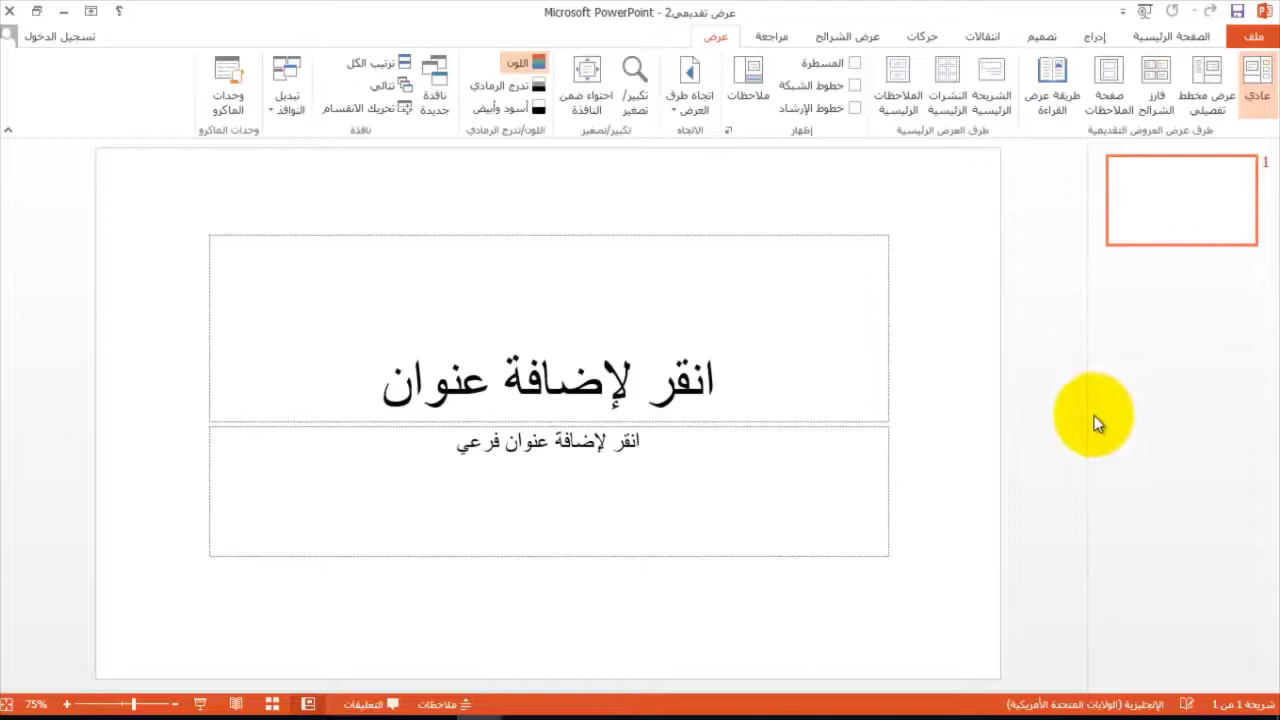 عرض تقديمي2 - Microsoft PowerPoint
?
ملف
الصفحة الرئيسية
إدراج
تصميم
انتقالات
حركات
عرض الشرائح
مراجعة
عرض
تسجيل الدخول
عادي
عرض مخطط تفصيلي
فارز الشرائح
صفحة الملاحظات
طريقة عرض القراءة
طرق عرض العروض التقديمية
الشريحة الرئيسية
النشرات الرئيسية
الملاحظات الرئيسية
طرق العرض الرئيسية
المسطرة
خطوط الشبكة
خطوط الإرشاد
إظهار
ملاحظات
اتجاه طرق العرض
الاتجاه
تكبير/تصغير
احتواء ضمن النافذة
تكبير/تصغير
اللون
تدرج الرمادي
أسود وأبيض
اللون/تدرج الرمادي
نافذة جديدة
ترتيب الكل
تتالي
تحريك الانقسام
تبديل النوافذ
نافذة
وحدات الماكرو
وحدات الماكرو
1
انقر لإضافة عنوان
انقر لإضافة عنوان فرعي
شريحة 1 من 1
الإنجليزية (الولايات المتحدة الأمريكية)
ملاحظات
التعليقات
75%